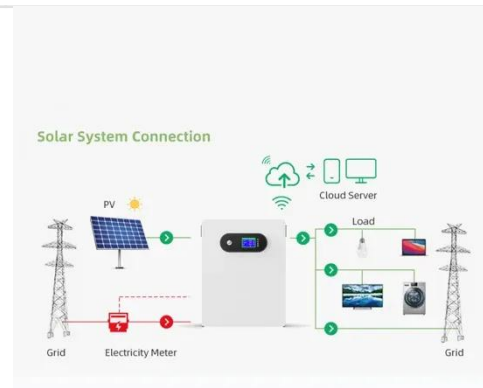 Solar System Connection
Cloud Server
PV
Load
Grid
Electricity Meter
Grid